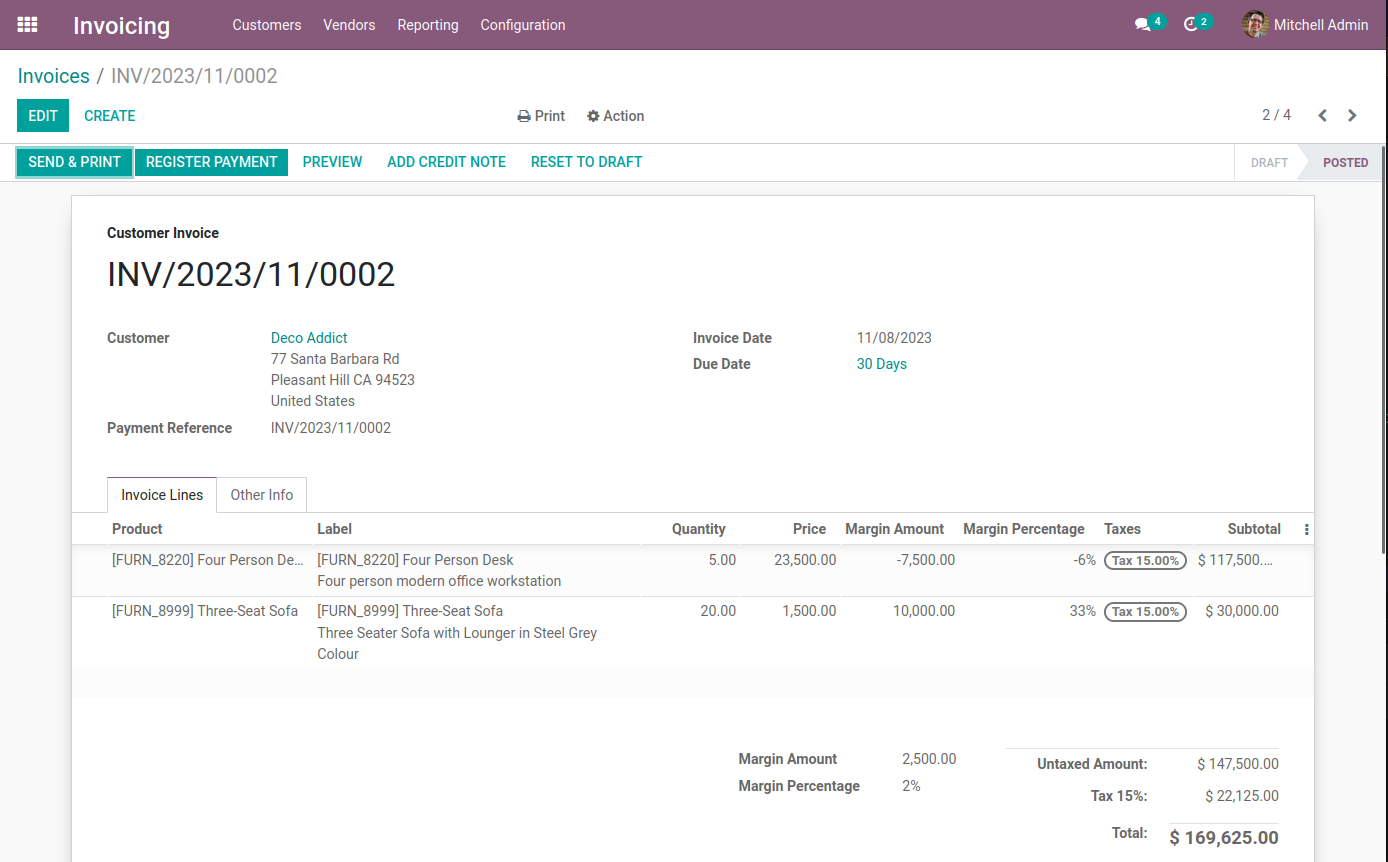 Invoicing Customers Vendors Reporting Configuration 4 2 Mitchell Admin
Invoices / INV/2023/11/0002
EDIT CREATE Print Action 2 / 4
SEND & PRINT REGISTER PAYMENT PREVIEW ADD CREDIT NOTE RESET TO DRAFT DRAFT POSTED
Customer Invoice
INV/2023/11/0002
Customer Deco Addict Invoice Date 11/08/2023
77 Santa Barbara Rd Due Date 30 Days
Pleasant Hill CA 94523
United States
Payment Reference INV/2023/11/0002
Invoice Lines Other Info
Product Label Quantity Price Margin Amount Margin Percentage Taxes Subtotal
[FURN_8220] Four Person De... [FURN_8220] Four Person Desk 5.00 23,500.00 -7,500.00 -6% Tax 15.00% $ 117,500....
Four person modern office workstation
[FURN_8999] Three-Seat Sofa [FURN_8999] Three-Seat Sofa 20.00 1,500.00 10,000.00 33% Tax 15.00% $ 30,000.00
Three Seater Sofa with Lounger in Steel Grey
Colour
Margin Amount 2,500.00 Untaxed Amount: $ 147,500.00
Margin Percentage 2%
Tax 15%: $ 22,125.00
Total: $ 169,625.00